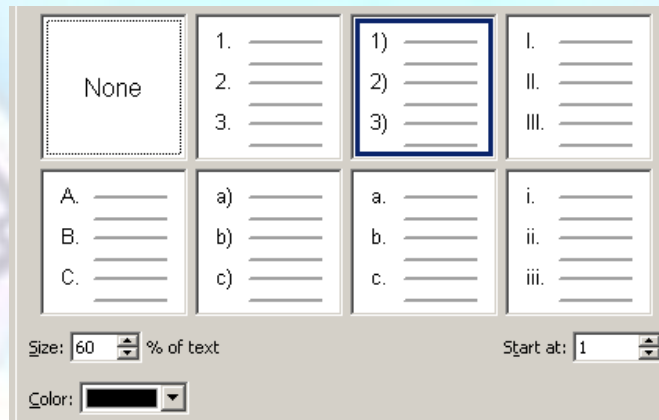 None
1.
2.
3.
1)
2)
3)
I.
II.
III.
A.
B.
C.
a)
b)
c)
a.
b.
c.
i.
ii.
iii.
Size: 60 % of text
Start at: 1
Color: